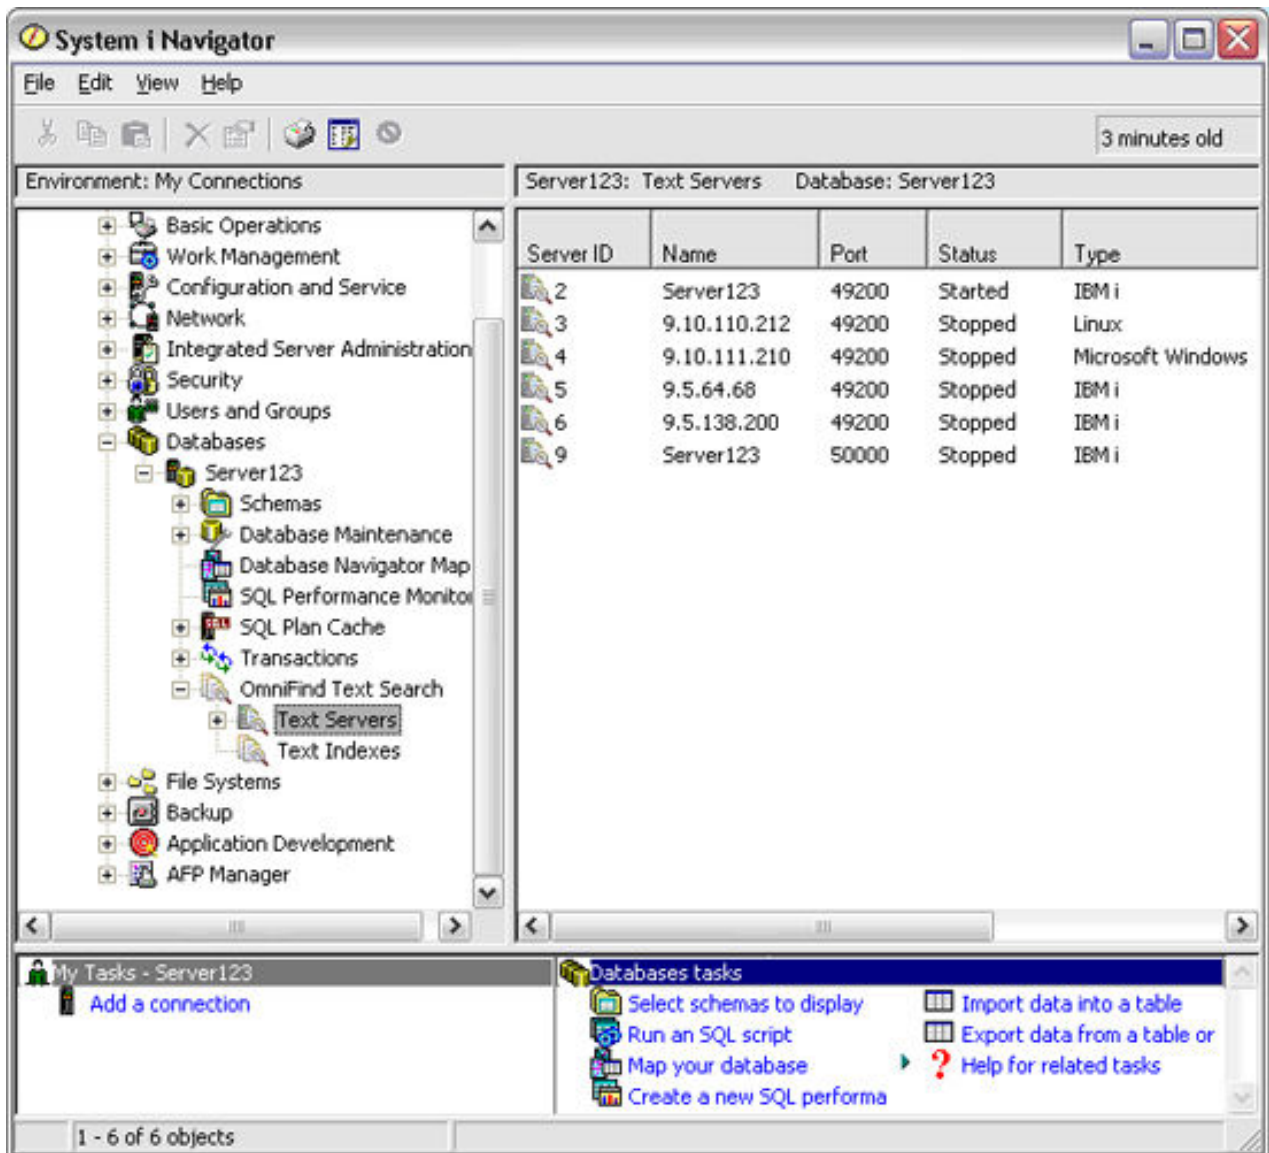 System i Navigator
File Edit View Help
3 minutes old
Environment: My Connections
Server123: Text Servers Database: Server123
Basic Operations
Work Management
Configuration and Service
Network
Integrated Server Administration
Security
Users and Groups
Databases
Server123
Schemas
Database Maintenance
Database Navigator Map
SQL Performance Monitor
SQL Plan Cache
Transactions
OmniFind Text Search
Text Servers
Text Indexes
File Systems
Backup
Application Development
AFP Manager
Server ID Name Port Status Type
2 Server123 49200 Started IBM i
3 9.10.110.212 49200 Stopped Linux
4 9.10.111.210 49200 Stopped Microsoft Windows
5 9.5.64.68 49200 Stopped IBM i
6 9.5.138.200 49200 Stopped IBM i
9 Server123 50000 Stopped IBM i
My Tasks - Server123
Add a connection
Databases tasks
Select schemas to display
Run an SQL script
Map your database
Create a new SQL performa
Import data into a table
Export data from a table or
Help for related tasks
1 - 6 of 6 objects